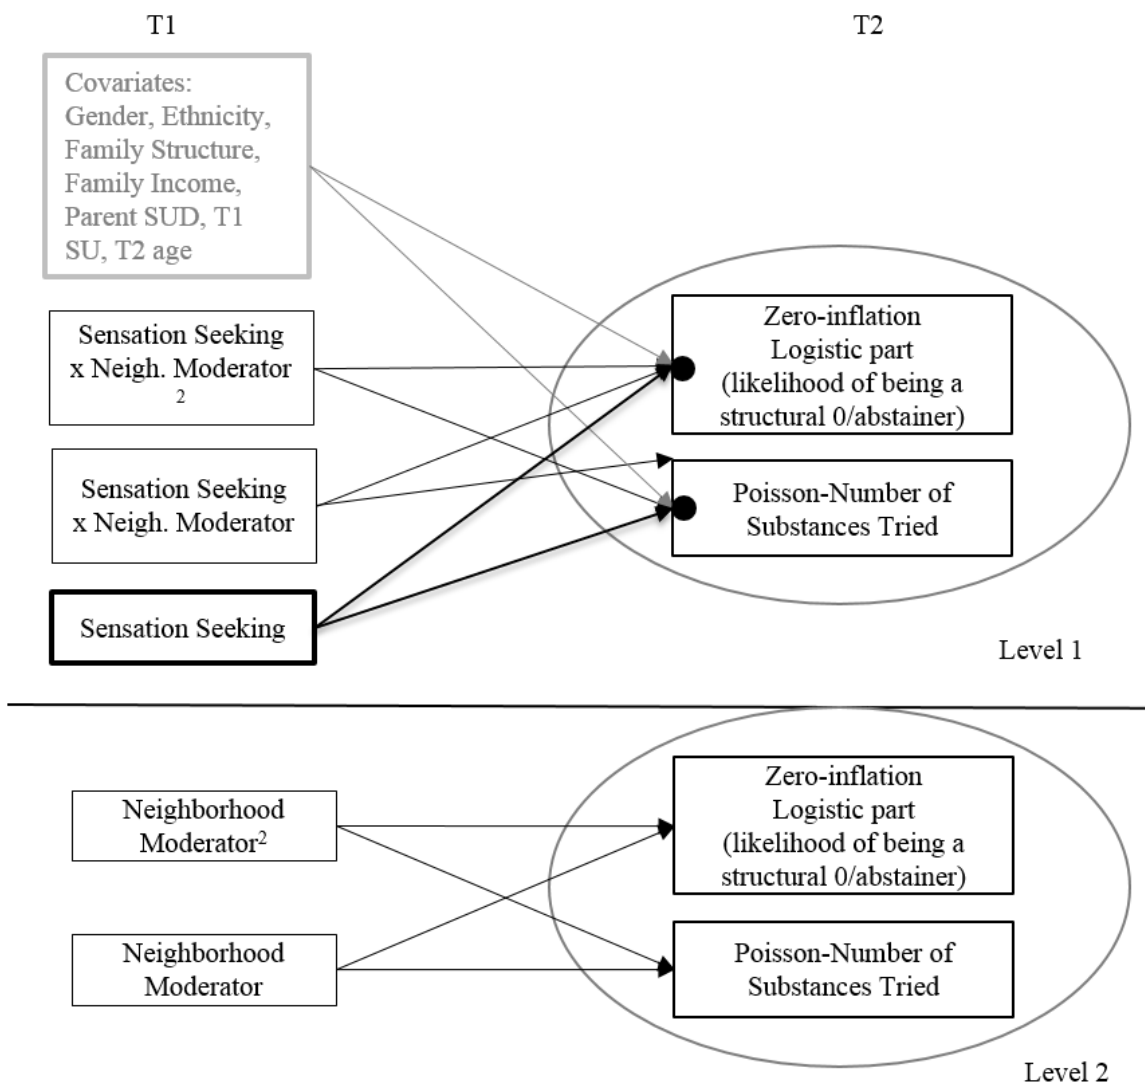 T1
T2
Covariates:
Gender, Ethnicity,
Family Structure,
Family Income,
Parent SUD, T1
SU, T2 age
Sensation Seeking
x Neigh. Moderator
2
Sensation Seeking
x Neigh. Moderator
Sensation Seeking
Zero-inflation
Logistic part
(likelihood of being a
structural 0/abstainer)
Poisson-Number of
Substances Tried
Level 1
Neighborhood
Moderator²
Neighborhood
Moderator
Zero-inflation
Logistic part
(likelihood of being a
structural 0/abstainer)
Poisson-Number of
Substances Tried
Level 2